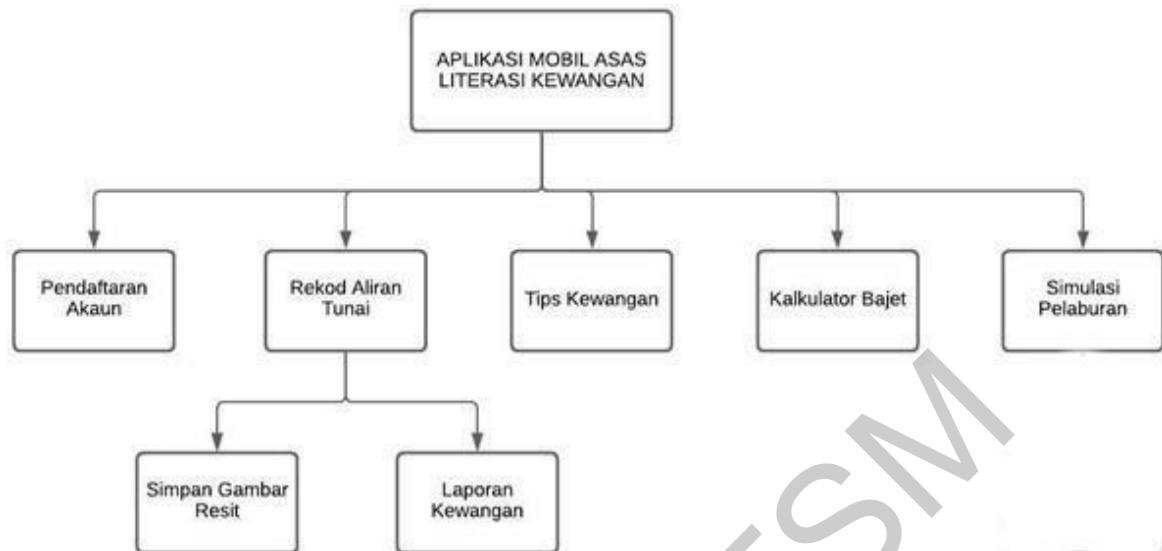 APLIKASI MOBIL ASAS
LITERASI KEWANGAN
Pendaftaran
Akaun
Rekod Aliran
Tunai
Tips Kewangan
Kalkulator Bajet
Simulasi
Pelaburan
Simpan Gambar
Resit
Laporan
Kewangan